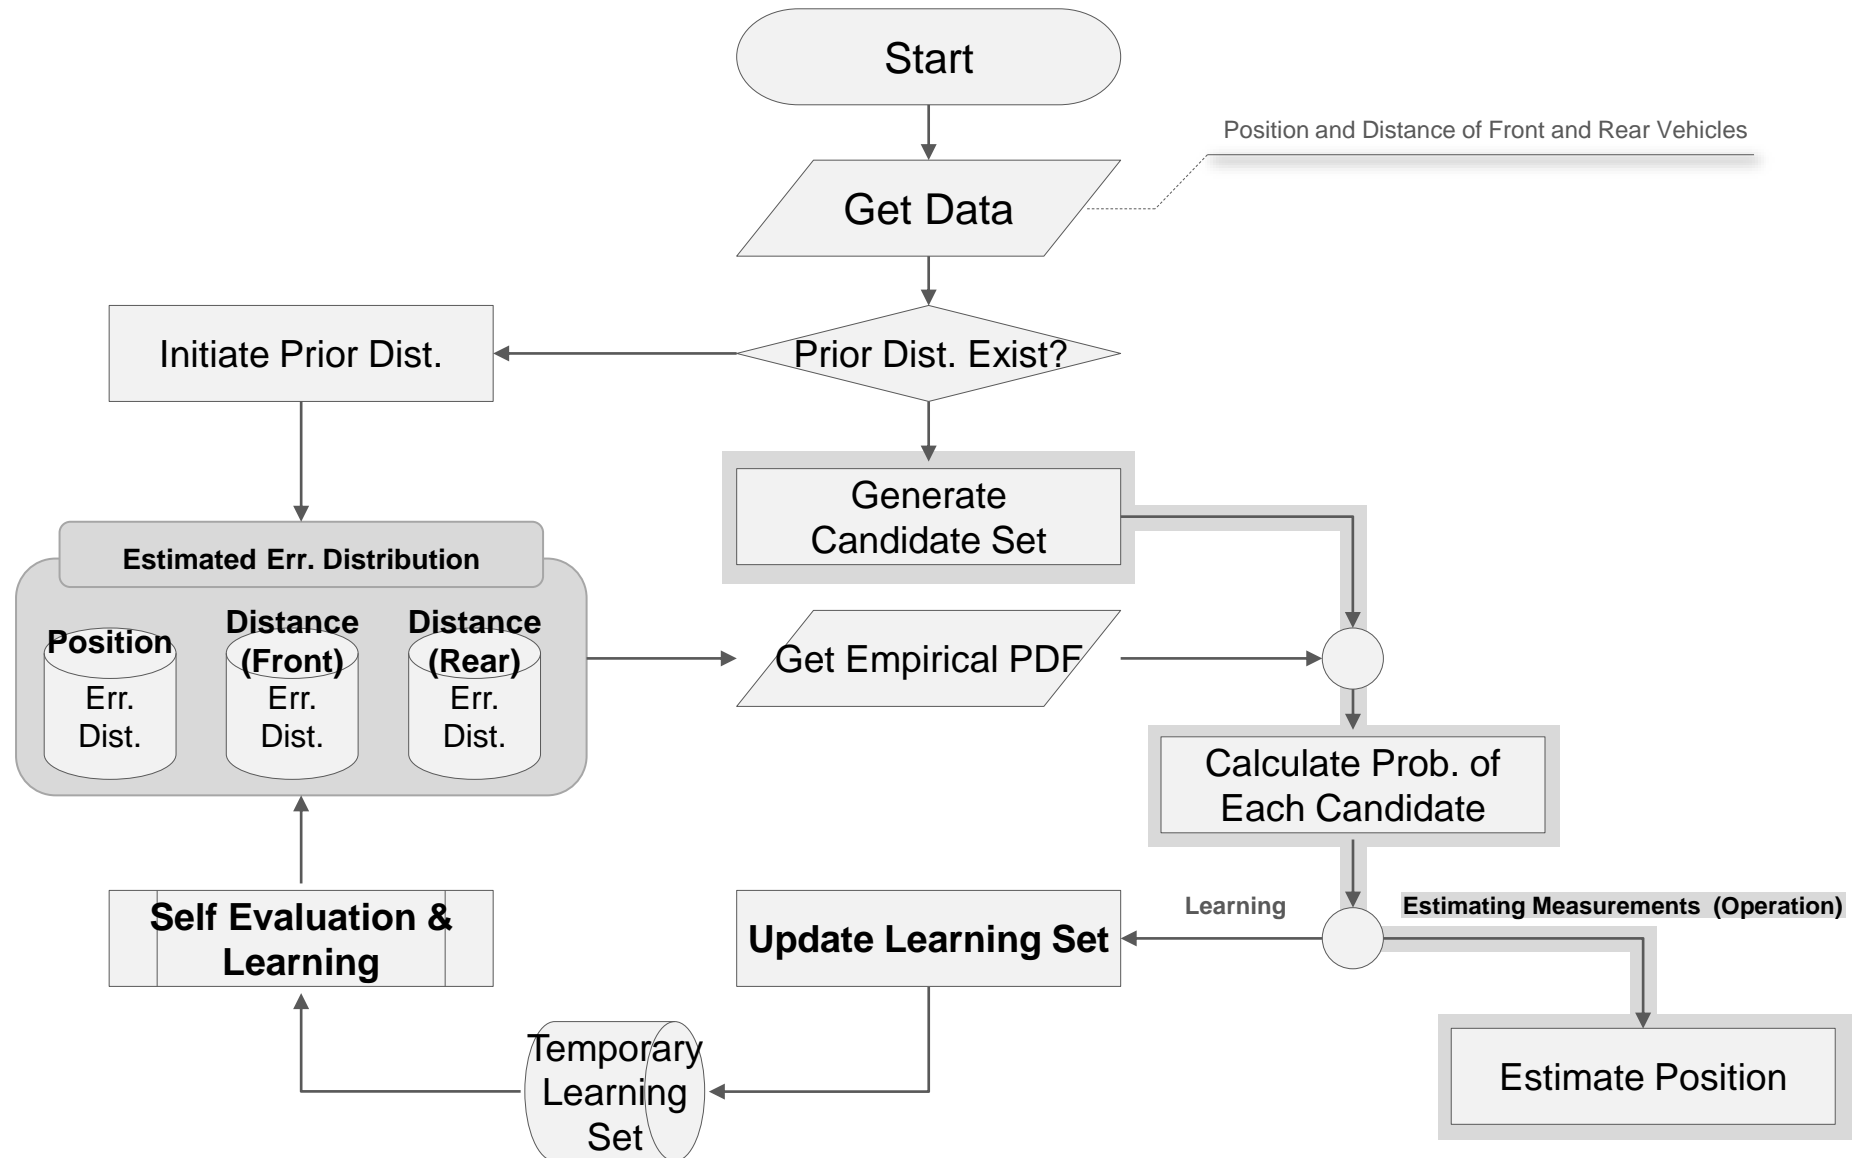 Start
Position and Distance of Front and Rear Vehicles
Get Data
Initiate Prior Dist.
Prior Dist. Exist?
Generate
Candidate Set
Estimated Err. Distribution
Position
Err.
Dist.
Distance
(Front)
Err.
Dist.
Distance
(Rear)
Err.
Dist.
Get Empirical PDF
Calculate Prob. of
Each Candidate
Learning
Estimating Measurements (Operation)
Self Evaluation &
Learning
Update Learning Set
Temporary
Learning
Set
Estimate Position